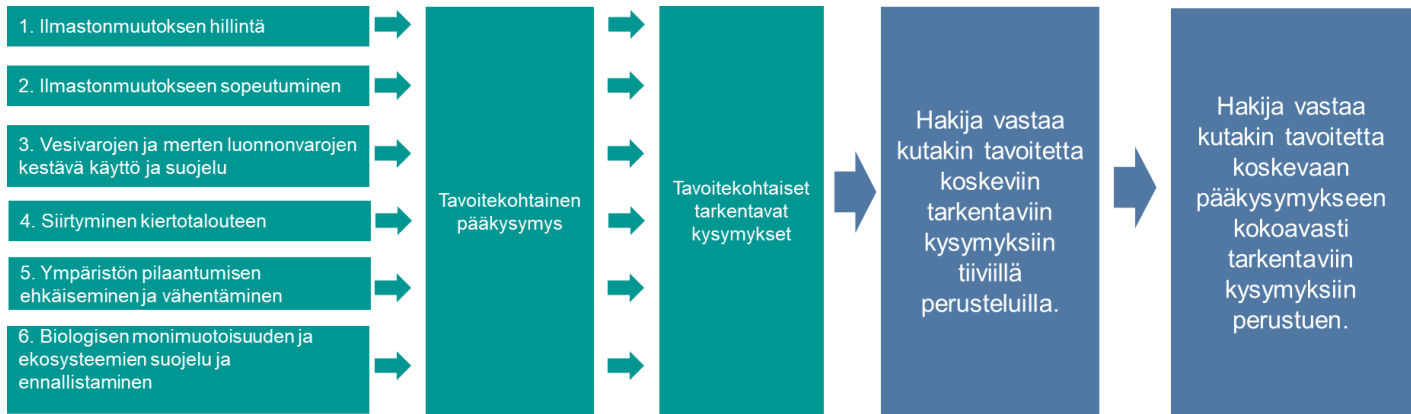 1. Ilmastonmuutoksen hillintä
2. Ilmastonmuutokseen sopeutuminen
3. Vesivarojen ja merten luonnonvarojen
kestävä käyttö ja suojelu
4. Siirtyminen kiertotalouteen
5. Ympäristön pilaantumisen
ehkäiseminen ja vähentäminen
6. Biologisen monimuotoisuuden ja
ekosysteemien suojelu ja
ennallistaminen
Tavoitekohtainen
pääkysymys
Tavoitekohtaiset
tarkentavat
kysymykset
Hakija vastaa
kutakin tavoitetta
koskeviin
tarkentaviin
kysymyksiin
tiiviillä
perusteluilla.
Hakija vastaa
kutakin tavoitetta
koskevaan
pääkysymykseen
kokoavasti
tarkentaviin
kysymyksiin
perustuen.